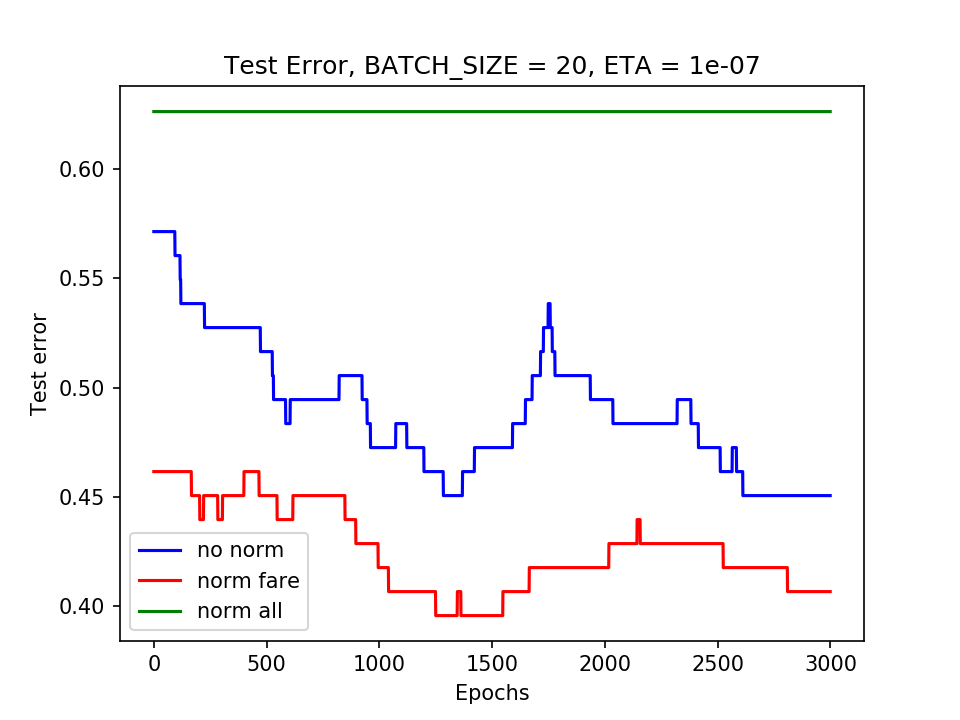 Test Error, BATCH_SIZE = 20, ETA = 1e-07
Test error
0.60
0.55
0.50
0.45
0.40
no norm
norm fare
norm all
0 500 1000 1500 2000 2500 3000
Epochs